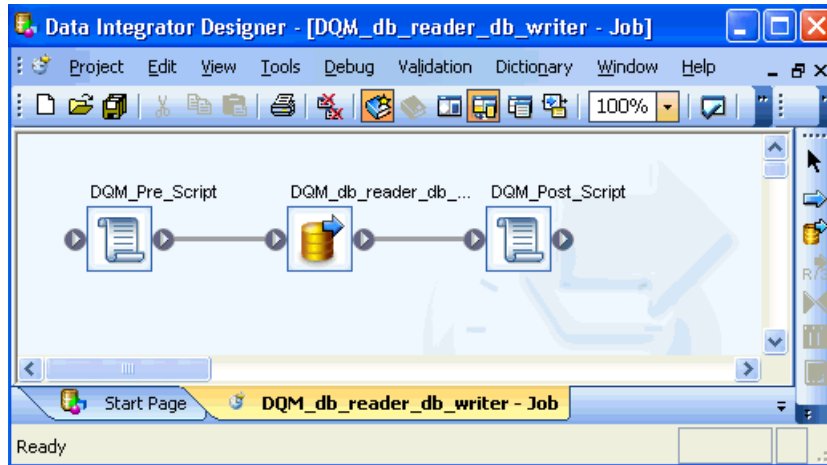 Data Integrator Designer - [DQM_db_reader_db_writer - Job]
Project Edit View Tools Debug Validation Dictionary Window Help
100%
DQM_Pre_Script DQM_db_reader_db_... DQM_Post_Script
R/3
Start Page DQM_db_reader_db_writer - Job
Ready